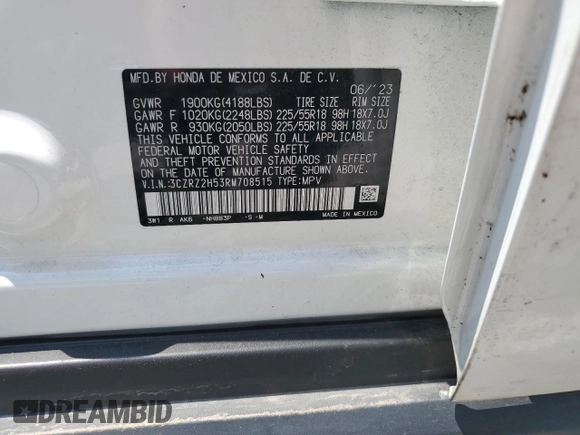 MFD.BY HONDA DE MEXICO S.A. DE C.V.
06/'23
GVWR 1900KG(4188LBS) TIRE SIZE RIM SIZE
GAWR F 1020KG(2248LBS) 225/55R18 98H 18X7.0J
GAWR R 930KG(2050LBS) 225/55R18 98H 18X7.0J
THIS VEHICLE CONFORMS TO ALL APPLICABLE
FEDERAL MOTOR VEHICLE SAFETY
AND THEFT PREVENTION STANDARDS IN EFFECT
ON THE DATE OF MANUFACTURE SHOWN ABOVE.
V.I.N.:3CZRZ2H53RM708515 TYPE:MPV
3W1 R AK6 -NH883P -S -M MADE IN MEXICO
DREAMBID